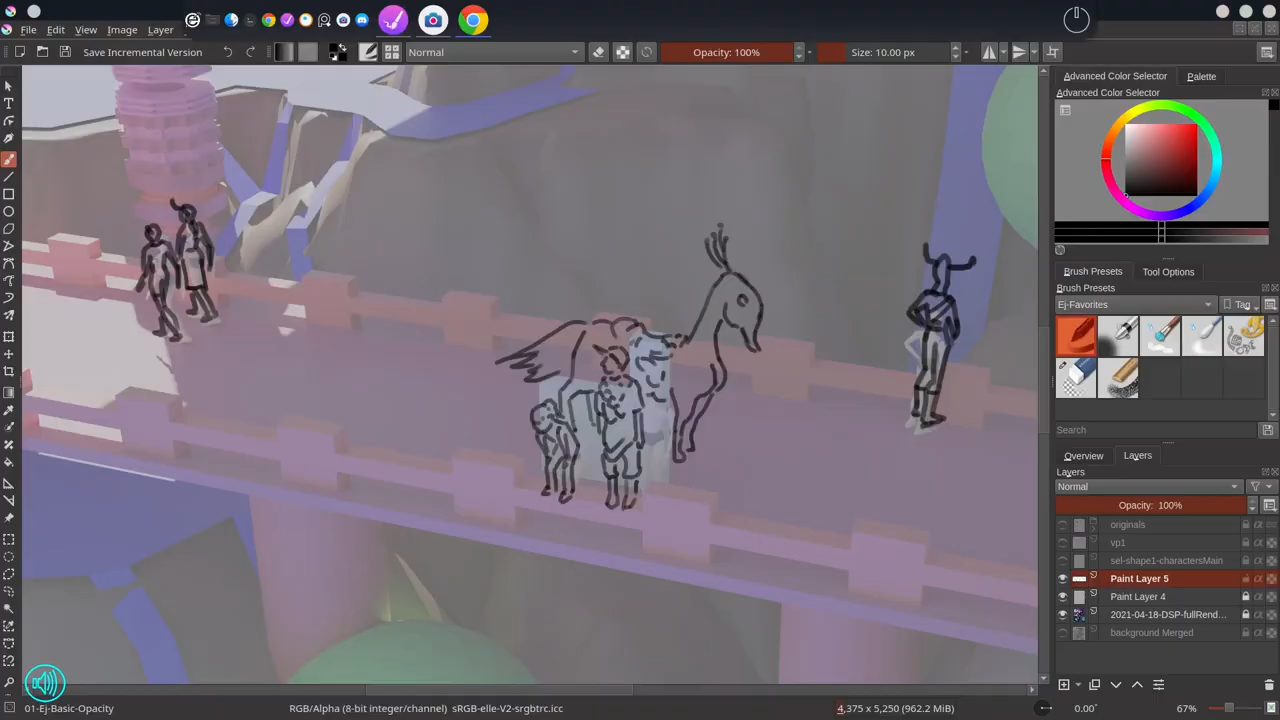 File Edit View Image Layer
Save Incremental Version Normal Opacity: 100% Size: 10.00 px
Advanced Color Selector Palette
Advanced Color Selector
Brush Presets Tool Options
Brush Presets
Ej-Favorites Tag
Search
Overview Layers
Layers
Normal
Opacity: 100%
originals
vp1
sel-shape1-charactersMain
Paint Layer 5
Paint Layer 4
2021-04-18-DSP-fullRend...
background Merged
01-Ej-Basic-Opacity RGB/Alpha (8-bit integer/channel) sRGB-elle-V2-srgbtrc.icc 4,375 x 5,250 (962.2 MiB) 0.00° 67%